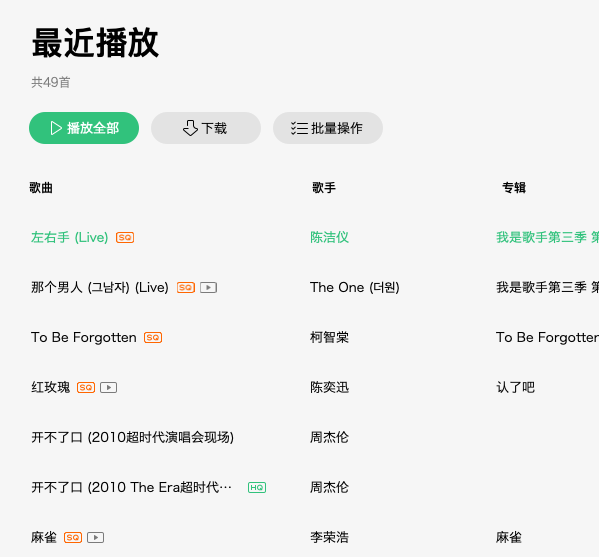 最近播放
共49首
播放全部 下载 批量操作
歌曲 歌手 专辑
左右手 (Live) SQ 陈洁仪 我是歌手第三季 第
那个男人 (그남자) (Live) SQ The One (더원) 我是歌手第三季 第
To Be Forgotten SQ 柯智棠 To Be Forgotten
红玫瑰 SQ 陈奕迅 认了吧
开不了口 (2010超时代演唱会现场) 周杰伦
开不了口 (2010 The Era超时代… HQ 周杰伦
麻雀 SQ 李荣浩 麻雀